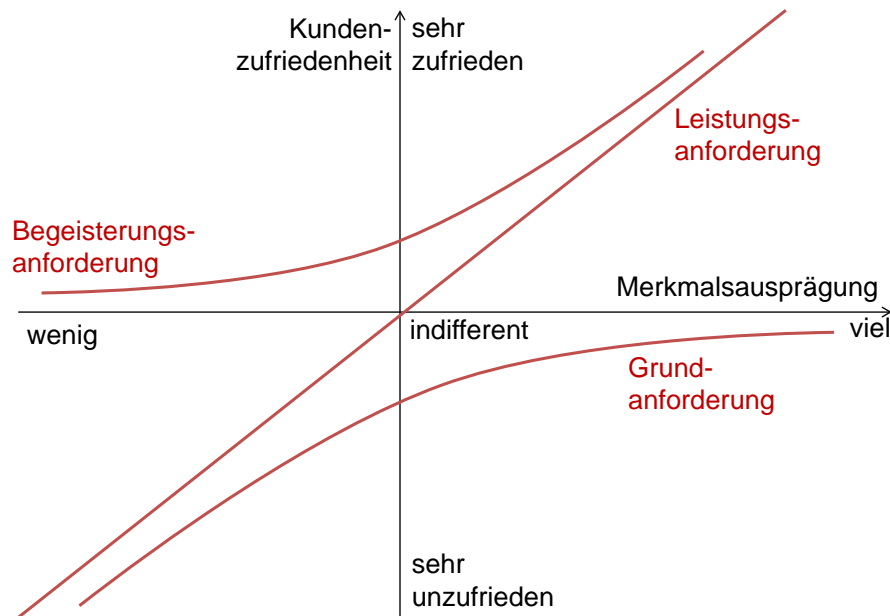 Kunden-
zufriedenheit
sehr
zufrieden
Leistungs-
anforderung
Begeisterungs-
anforderung
Merkmalsausprägung
wenig
indifferent
viel
Grund-
anforderung
sehr
unzufrieden